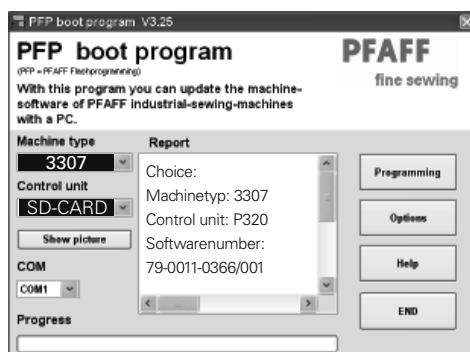 PFP boot program V3.25
PFP boot program
(PFP = PFAFF Flashprogramming)
With this program you can update the machine-
software of PFAFF industrial-sewing-machines
with a PC.
PFAFF
fine sewing
Machine type
3307
Control unit
SD-CARD
Show picture
COM
COM1
Progress
Report
Choice:
Machinetyp: 3307
Control unit: P320
Softwarenumber:
79-0011-0366/001
Programming
Options
Help
END